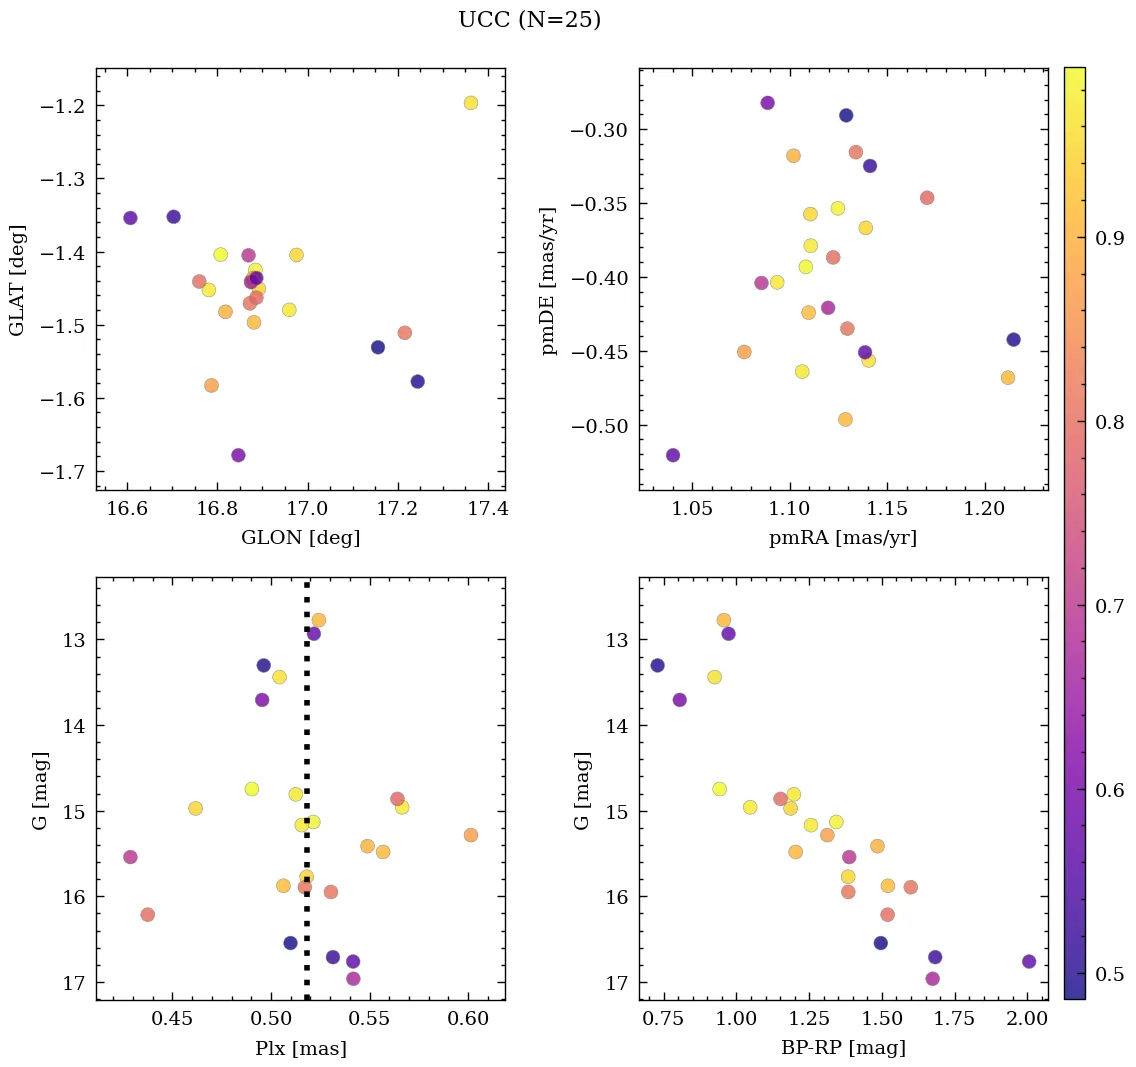 UCC (N=25)
−1.2
−1.3
−1.4
−1.5
−1.6
−1.7
GLAT [deg]
16.6 16.8 17.0 17.2 17.4
GLON [deg]
−0.30
−0.35
−0.40
−0.45
−0.50
pmDE [mas/yr]
1.05 1.10 1.15 1.20
pmRA [mas/yr]
13
14
15
16
17
G [mag]
0.45 0.50 0.55 0.60
Plx [mas]
13
14
15
16
17
G [mag]
0.75 1.00 1.25 1.50 1.75 2.00
BP-RP [mag]
0.9
0.8
0.7
0.6
0.5